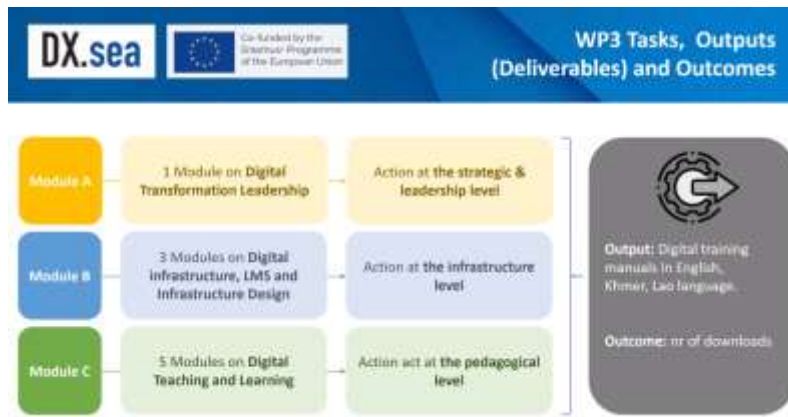 DX.sea
Co-funded by the
Erasmus+ Programme
of the European Union
WP3 Tasks, Outputs
(Deliverables) and Outcomes
Module A
1 Module on Digital
Transformation Leadership
Action at the strategic &
leadership level
Module B
3 Modules on Digital
infrastructure, LMS and
Infrastructure Design
Action at the infrastructure
level
Module C
5 Modules on Digital
Teaching and Learning
Action act at the pedagogical
level
Output: Digital training
manuals in English,
Khmer, Lao language.
Outcome: nr of downloads